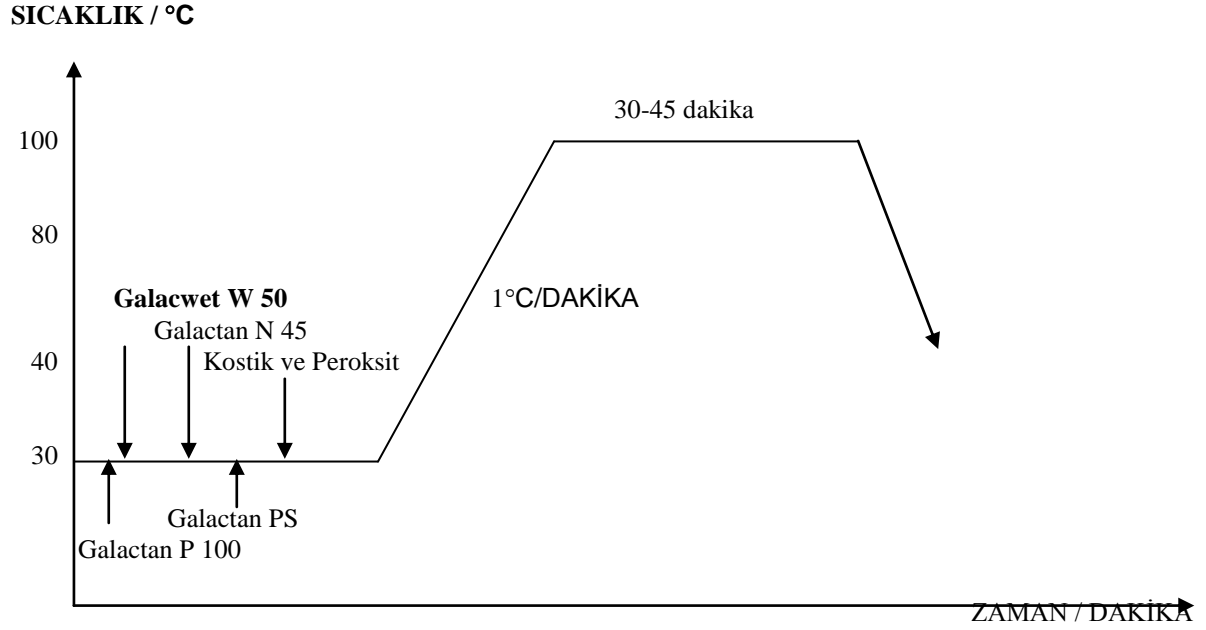 SICAKLIK / °C
30-45 dakika
100
80
Galacwet W 50
1°C/DAKİKA
Galactan N 45
40
Kostik ve Peroksit
30
Galactan PS
Galactan P 100
ZAMAN / DAKİKA